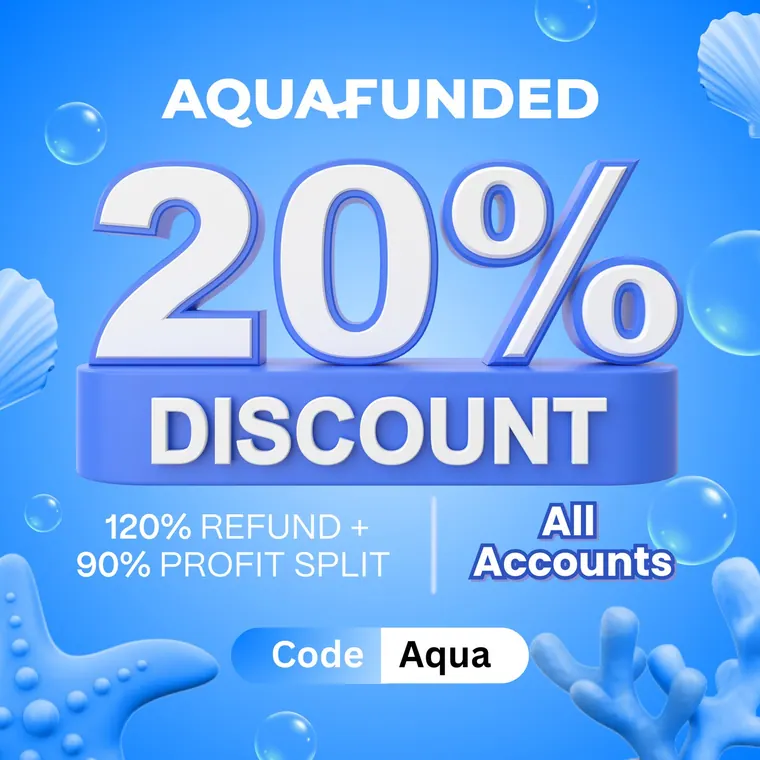 AQUAFUNDED
20%
DISCOUNT
120% REFUND +
90% PROFIT SPLIT
All
Accounts
Code Aqua